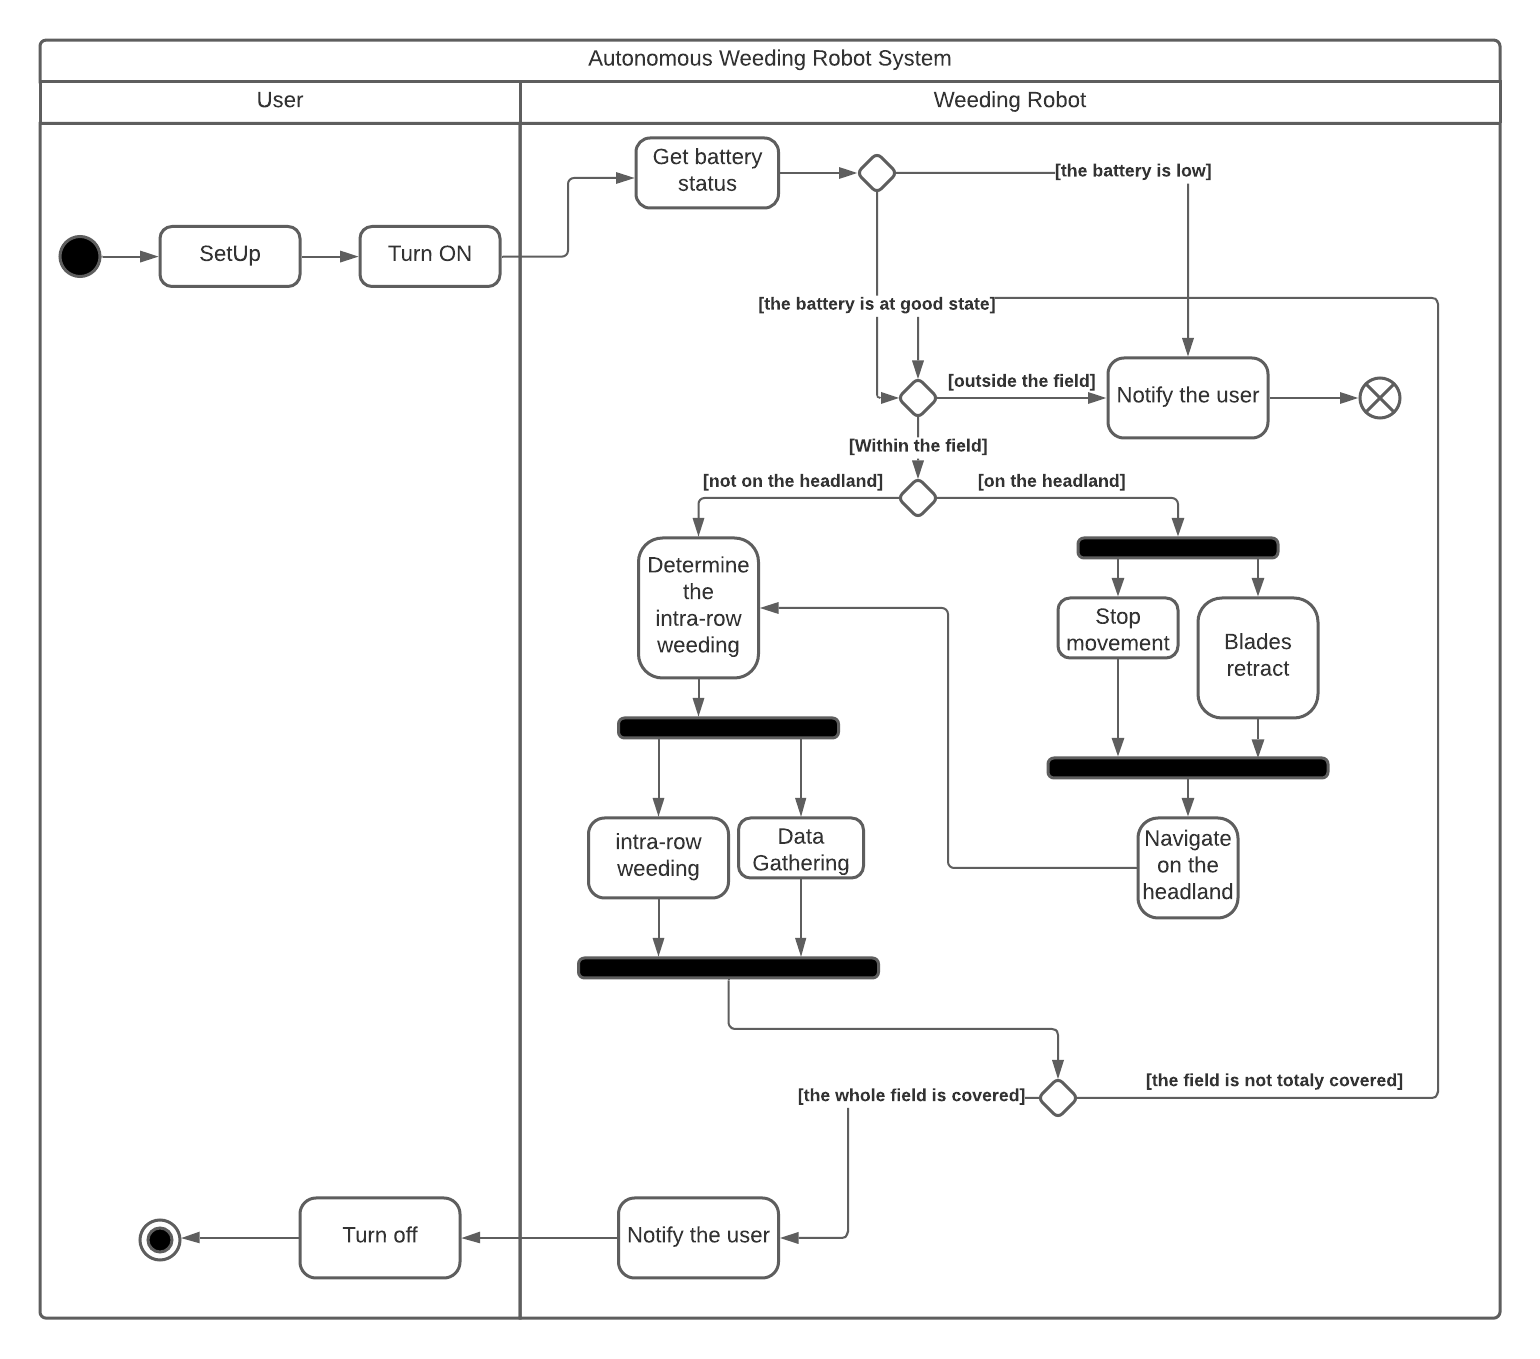 Autonomous Weeding Robot System
User
Weeding Robot
Get battery
status
[the battery is low]
SetUp
Turn ON
[the battery is at good state]
[outside the field]
Notify the user
[Within the field]
[not on the headland]
[on the headland]
Determine
the
intra-row
weeding
Stop
movement
Blades
retract
intra-row
weeding
Data
Gathering
Navigate
on the
headland
[the field is not totaly covered]
[the whole field is covered]
Turn off
Notify the user